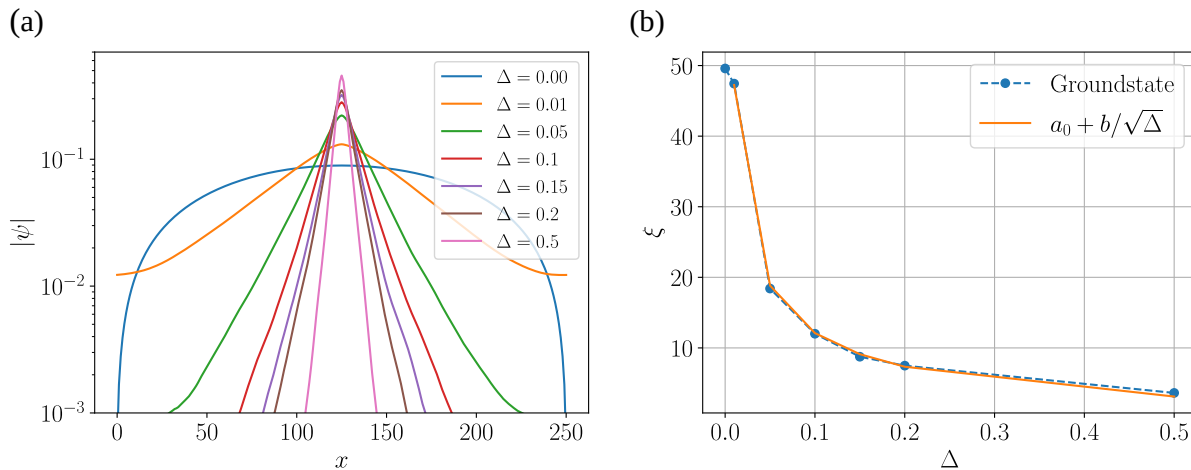 (a)
10⁻¹
10⁻²
10⁻³
|ψ|
0 50 100 150 200 250
x
Δ = 0.00
Δ = 0.01
Δ = 0.05
Δ = 0.1
Δ = 0.15
Δ = 0.2
Δ = 0.5
(b)
50
40
30
20
10
ξ
0.0 0.1 0.2 0.3 0.4 0.5
Δ
Groundstate
a₀ + b/√Δ